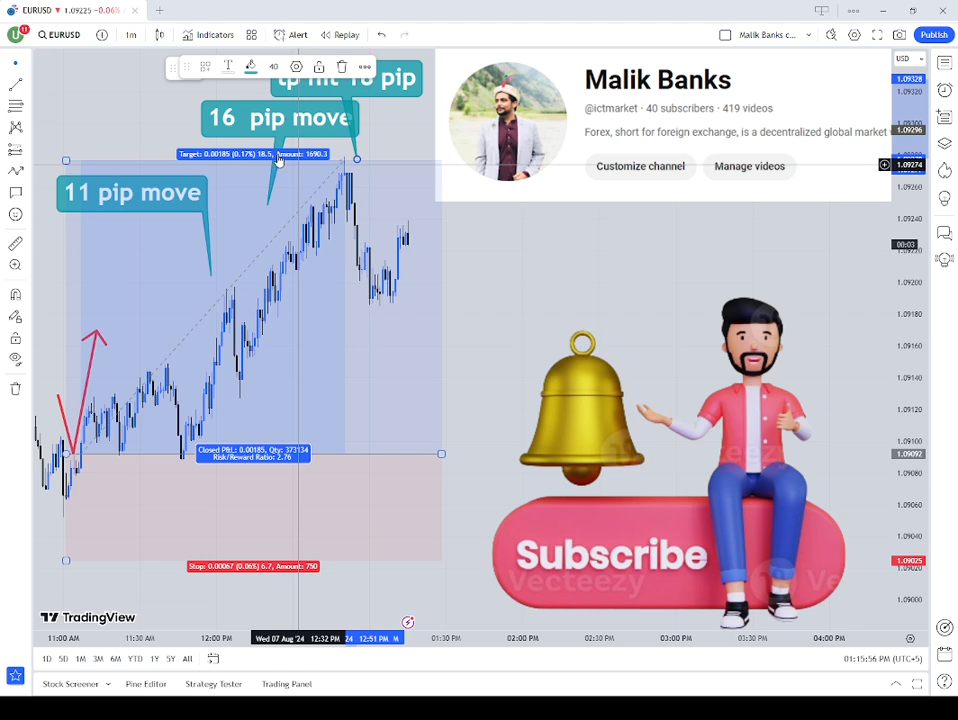 EURUSD ▼ 1.09225 -0.06%
11
EURUSD
1m
Indicators
Alert
Replay
Malik Banks c...
Publish
40
USD
tp hit 18 pip
16 pip move
11 pip move
Target: 0.00185 (0.17%) 18.5, Amount: 1690.3
Malik Banks
@ictmarket · 40 subscribers · 419 videos
Forex, short for foreign exchange, is a decentralized global market
Customize channel
Manage videos
1.09328
1.09320
1.09296
1.09274
1.09260
1.09240
00:03
1.09220
1.09200
1.09180
1.09160
1.09140
1.09120
1.09100
1.09092
1.09080
1.09060
1.09040
1.09025
1.09020
1.09000
Closed P&L: 0.00185, Qty: 373134
Risk/Reward Ratio: 2.76
Stop: 0.00067 (0.06%) 6.7, Amount: 750
Subscribe
Vecteezy
TradingView
11:00 AM
11:30 AM
12:00 PM
Wed 07 Aug '24 12:32 PM
24 12:51 PM
01:30 PM
02:00 PM
02:30 PM
03:00 PM
03:30 PM
04:00 PM
1D 5D 1M 3M 6M YTD 1Y 5Y All
01:15:56 PM (UTC+5)
Stock Screener
Pine Editor
Strategy Tester
Trading Panel